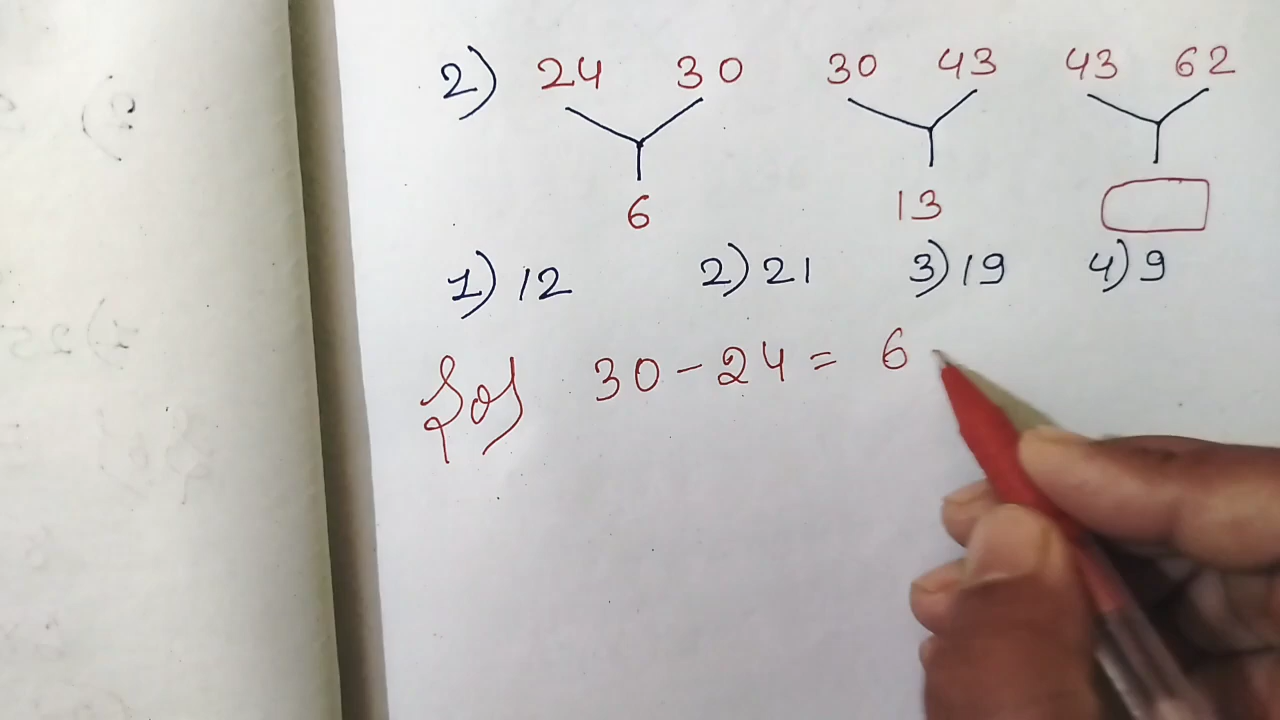 2) 24 30 30 43 43 62
6 13
1) 12 2) 21 3) 19 4) 9
Sol 30 - 24 = 6